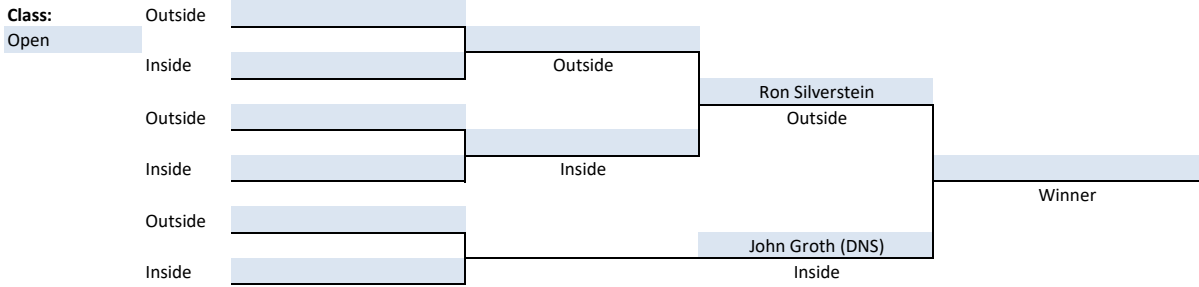 Class: Outside
Open
Inside Outside
Ron Silverstein
Outside Outside
Inside Inside
Winner
Outside
John Groth (DNS)
Inside Inside